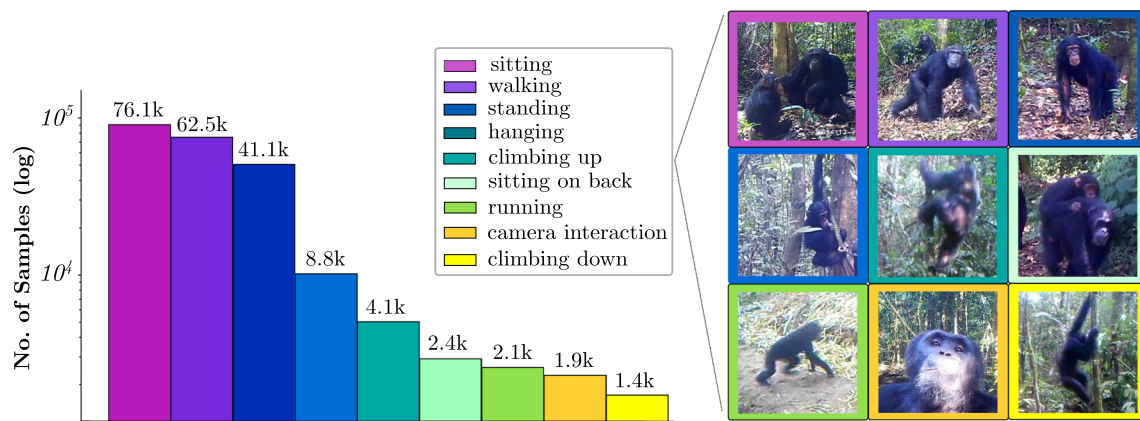 No. of Samples (log)
10^5
10^4
76.1k
62.5k
41.1k
8.8k
4.1k
2.4k
2.1k
1.9k
1.4k
sitting
walking
standing
hanging
climbing up
sitting on back
running
camera interaction
climbing down